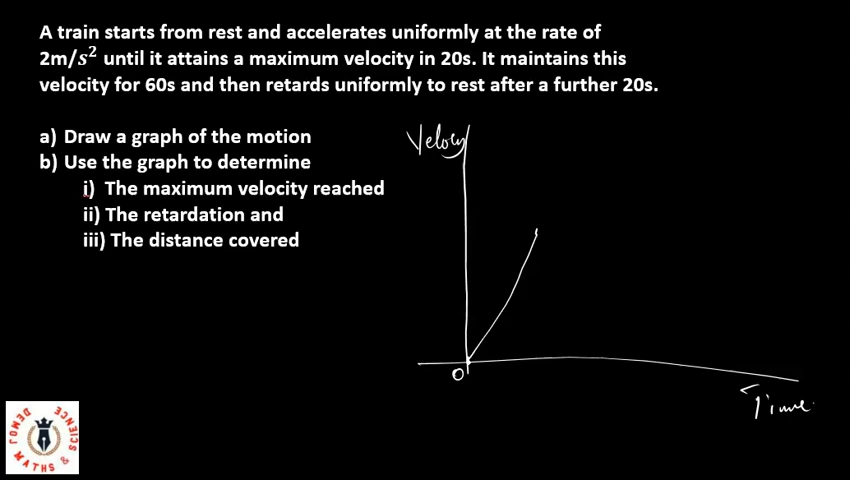 A train starts from rest and accelerates uniformly at the rate of
2m/s² until it attains a maximum velocity in 20s. It maintains this
velocity for 60s and then retards uniformly to rest after a further 20s.
a) Draw a graph of the motion
b) Use the graph to determine
i) The maximum velocity reached
ii) The retardation and
iii) The distance covered
O
Time
DEMOJ
MATHS & SCIENCE